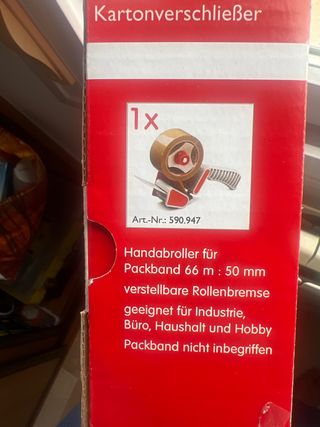 Kartonverschließer
1x
Art.-Nr.: 590.947
Handabroller für
Packband 66 m : 50 mm
verstellbare Rollenbremse
geeignet für Industrie,
Büro, Haushalt und Hobby
Packband nicht inbegriffen